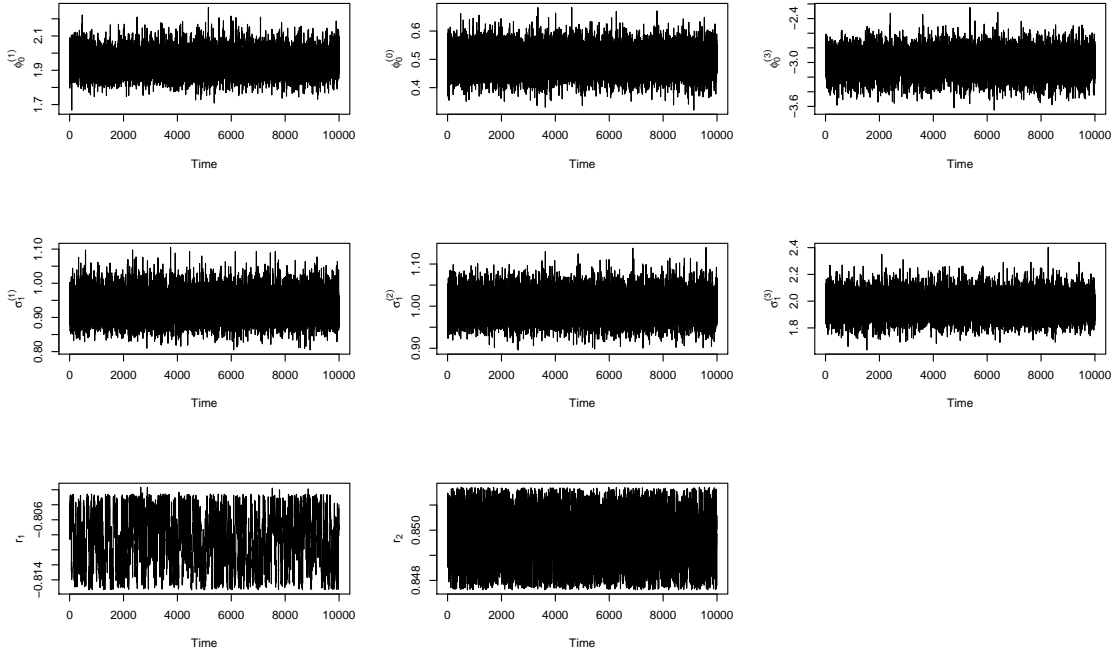 1.7 1.9 2.1
ϕ₀⁽¹⁾
0 2000 4000 6000 8000 10000
Time
0.4 0.5 0.6
ϕ₀⁽⁰⁾
0 2000 4000 6000 8000 10000
Time
−3.6 −3.0 −2.4
ϕ₀⁽³⁾
0 2000 4000 6000 8000 10000
Time
0.80 0.90 1.00 1.10
σ₁⁽¹⁾
0 2000 4000 6000 8000 10000
Time
0.90 1.00 1.10
σ₁⁽²⁾
0 2000 4000 6000 8000 10000
Time
1.8 2.0 2.2 2.4
σ₁⁽³⁾
0 2000 4000 6000 8000 10000
Time
−0.814 −0.806
r₁
0 2000 4000 6000 8000 10000
Time
0.848 0.850
r₂
0 2000 4000 6000 8000 10000
Time